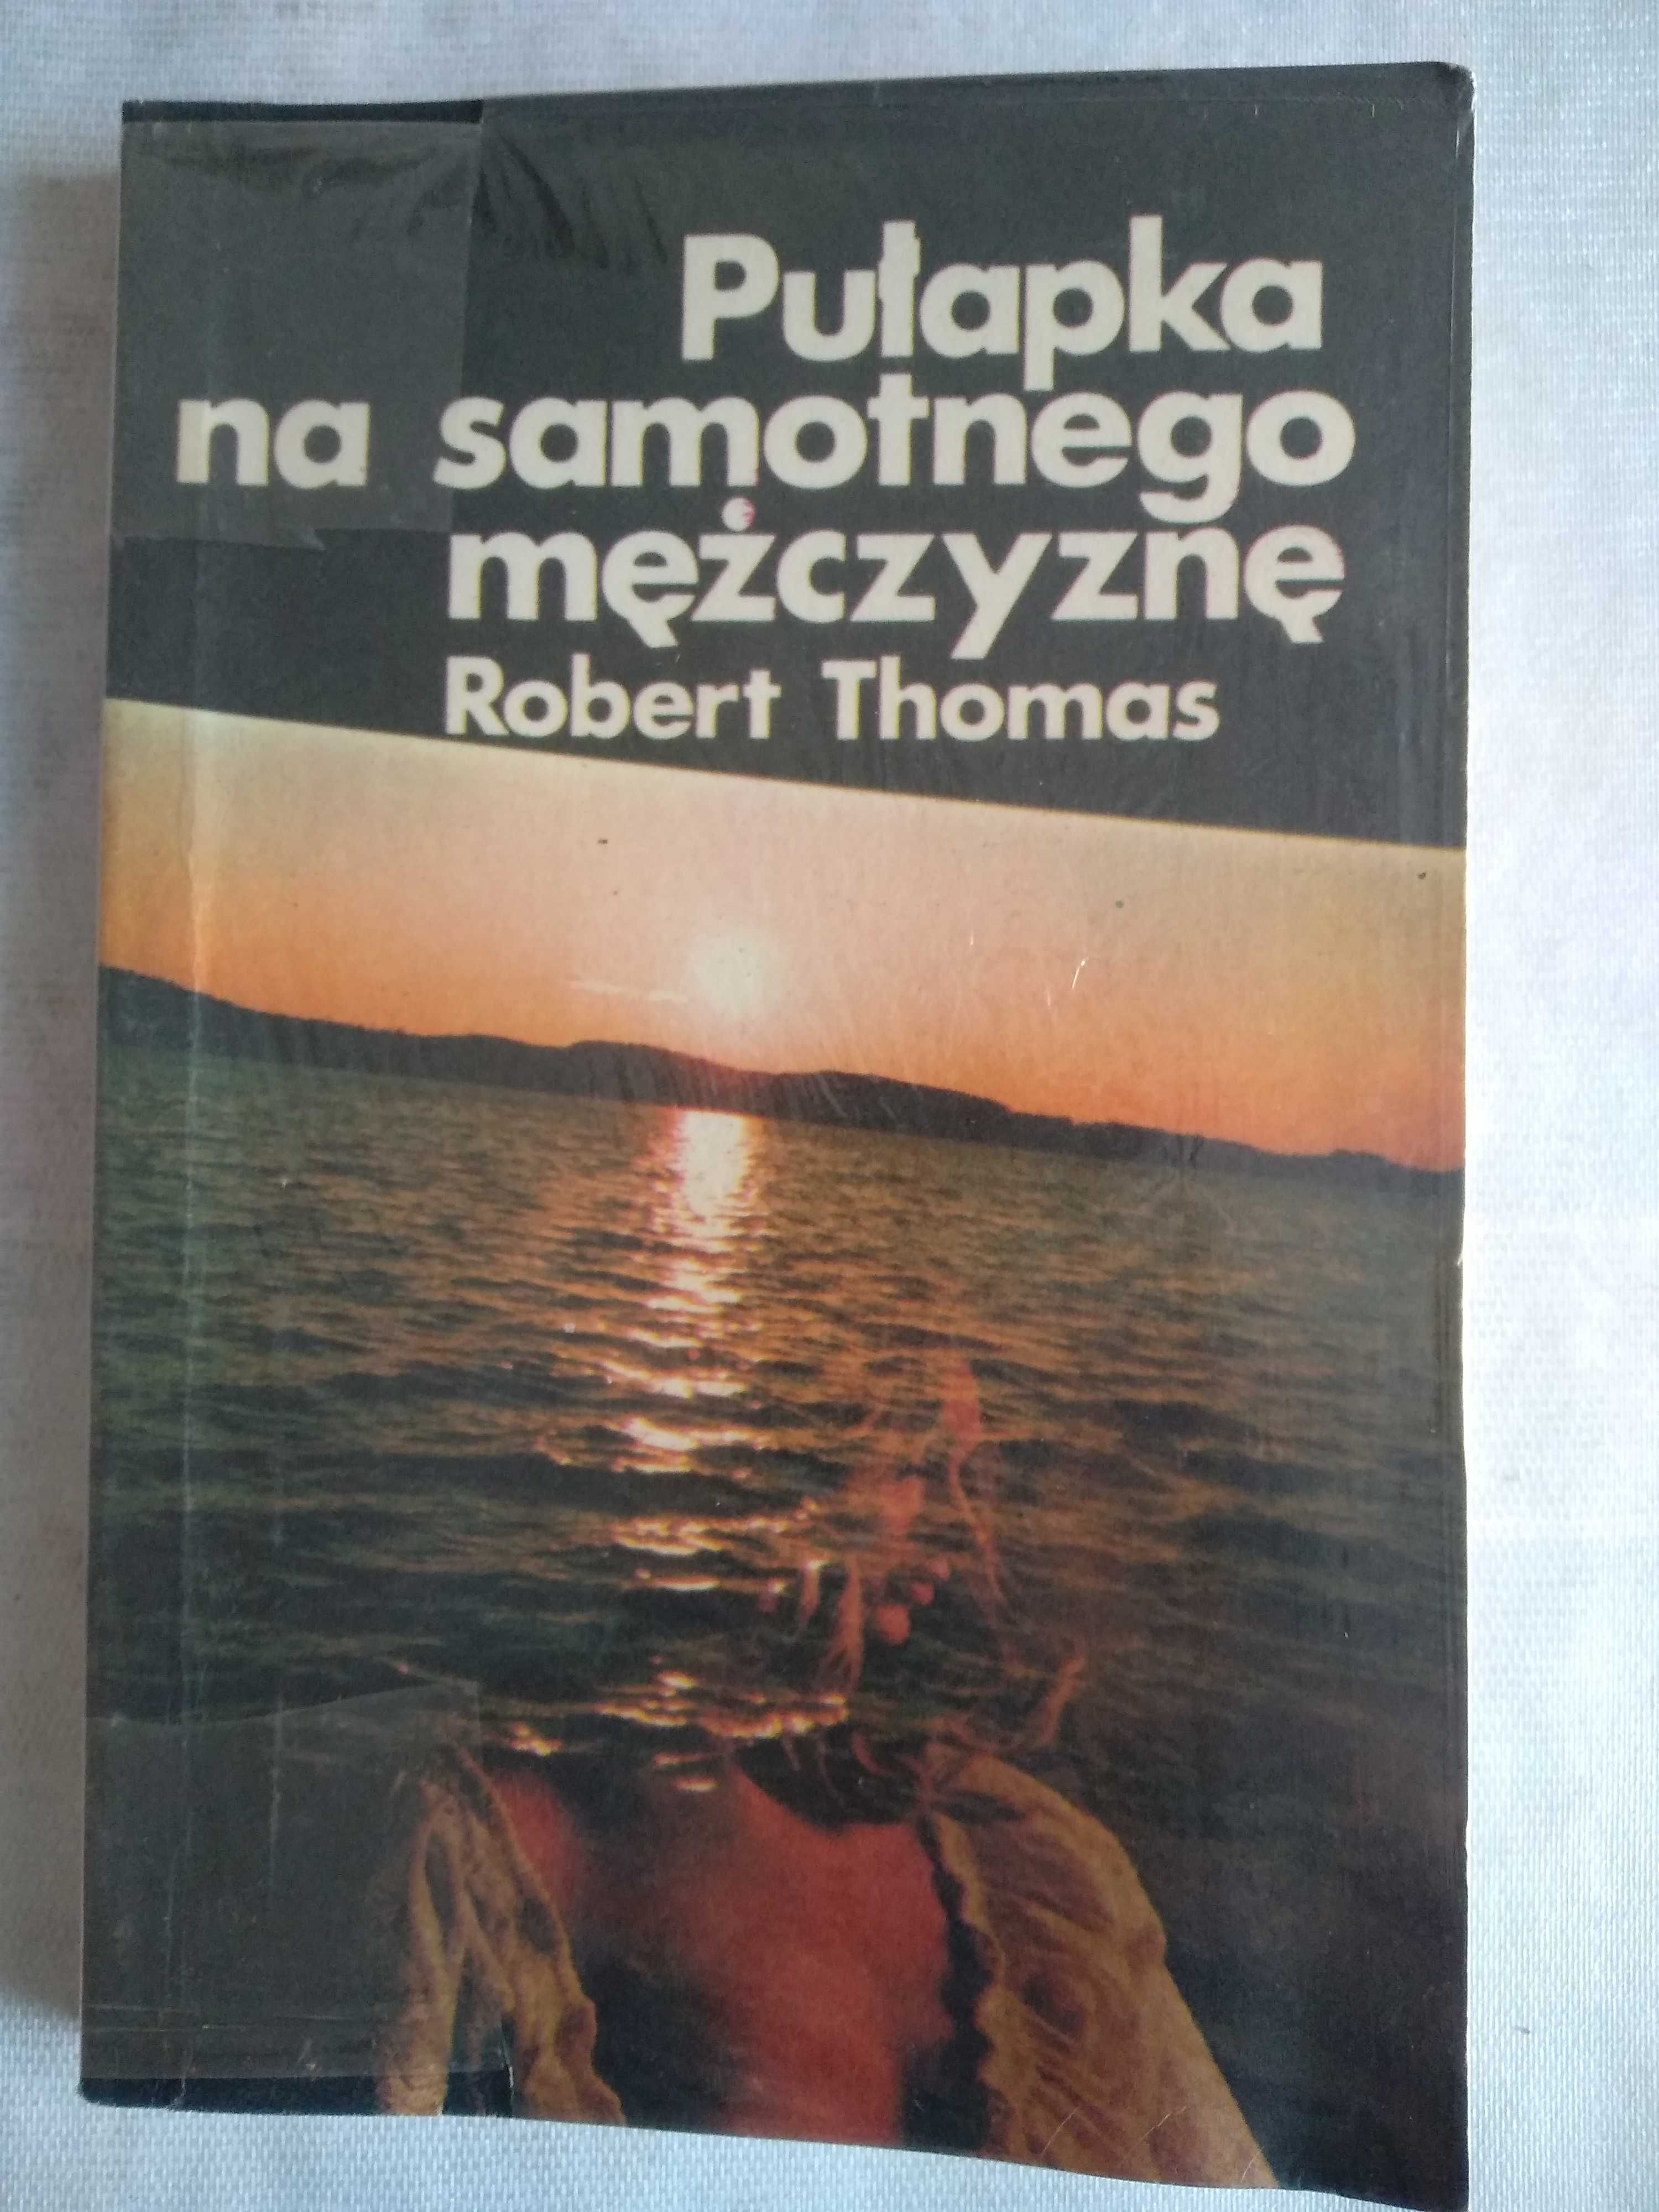 Pułapka
na samotnego
mężczyznę
Robert Thomas